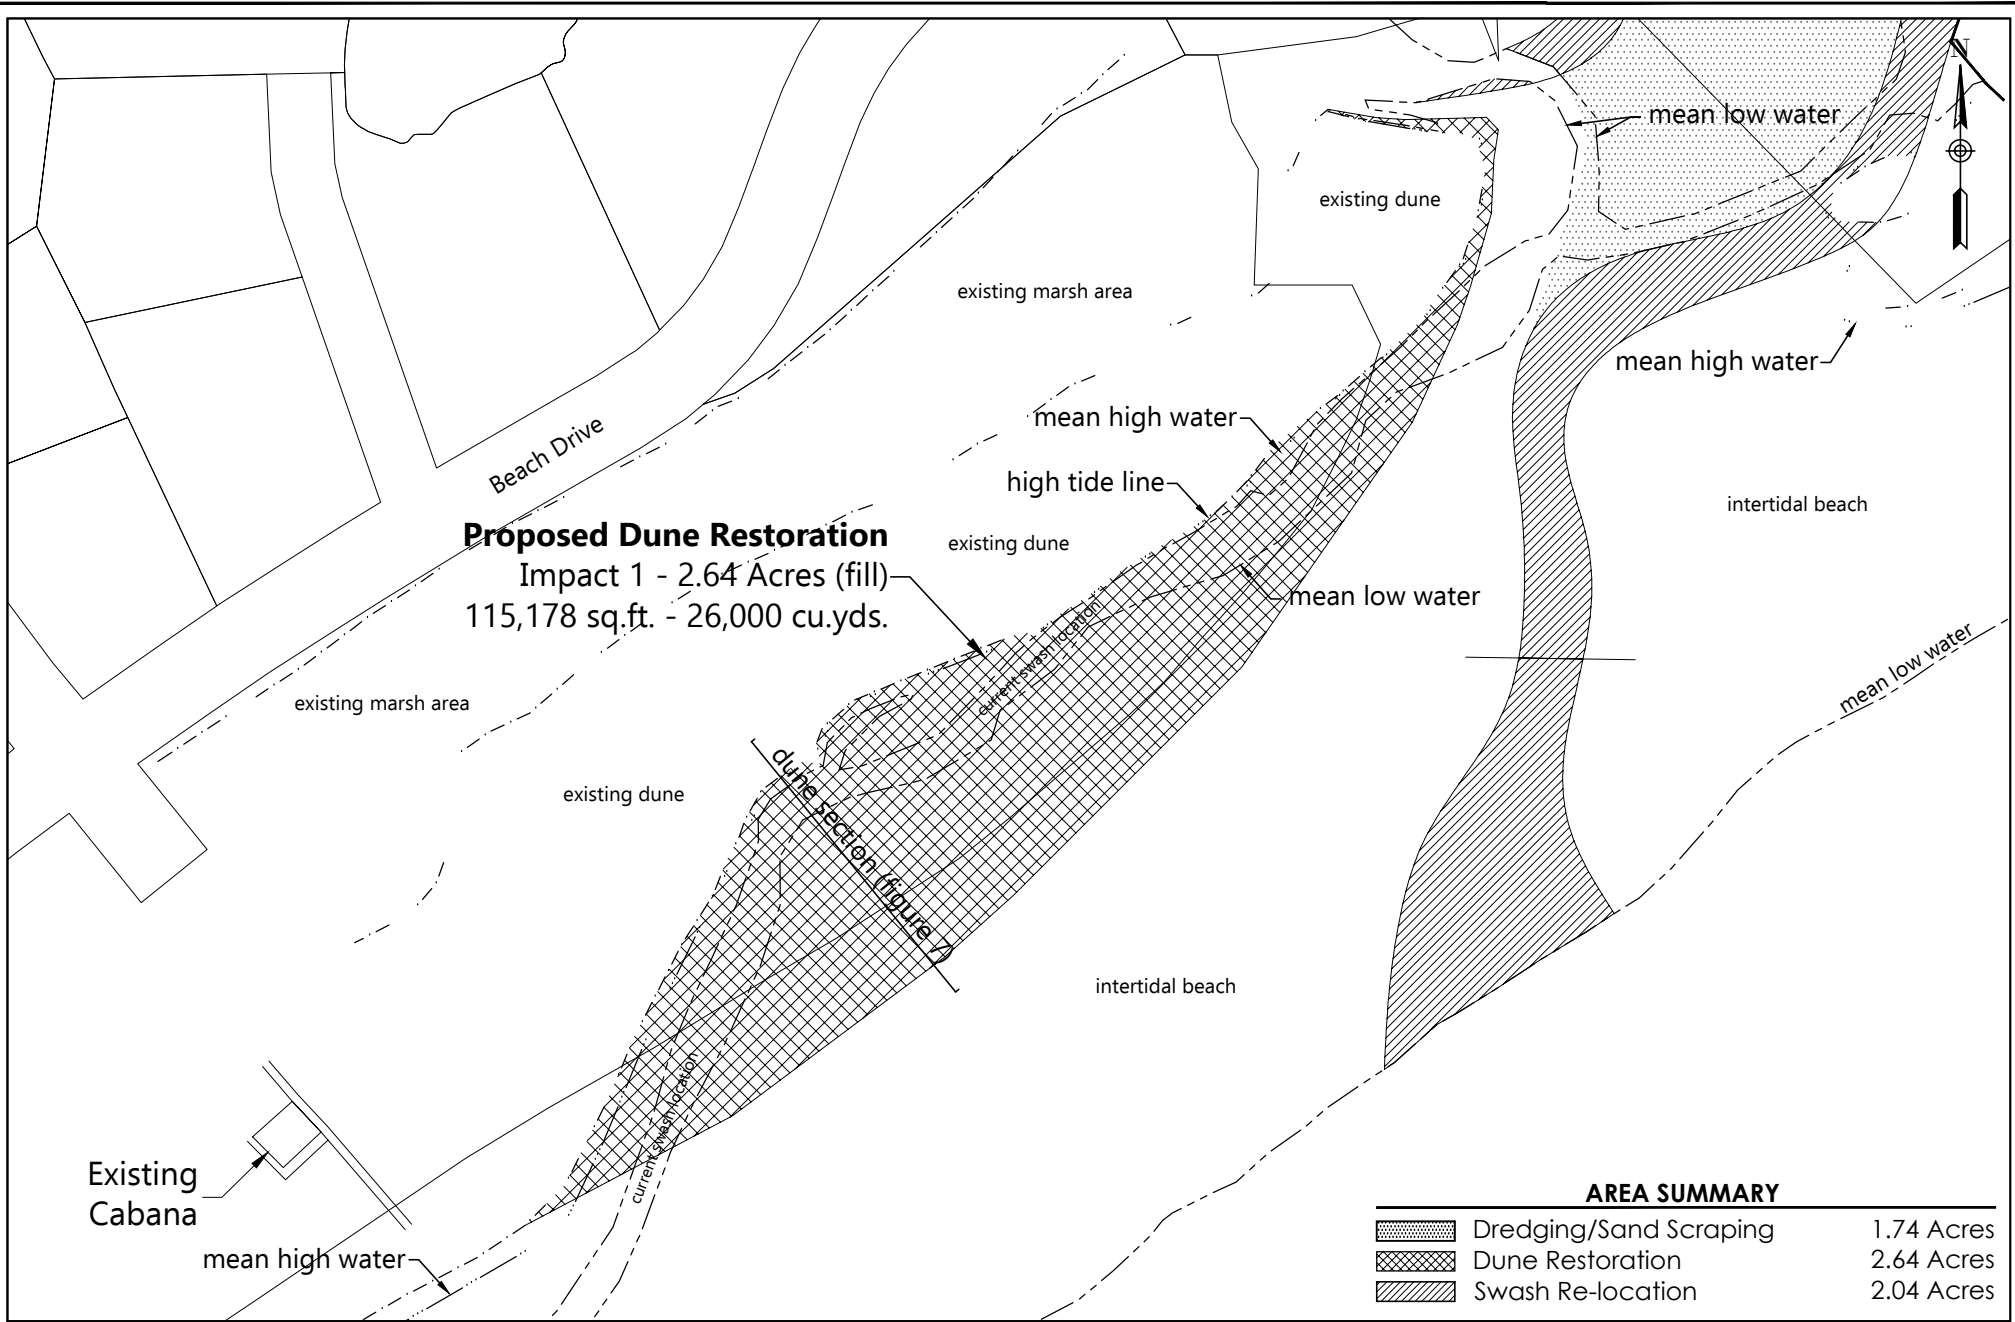 N
mean low water
existing dune
existing marsh area
mean high water
mean high water
Beach Drive
high tide line
intertidal beach
Proposed Dune Restoration
Impact 1 - 2.64 Acres (fill)
115,178 sq.ft. - 26,000 cu.yds.
existing dune
mean low water
current swash location
mean low water
existing marsh area
existing dune
dune section (figure 7)
intertidal beach
current swash location
Existing
Cabana
mean high water
AREA SUMMARY
Dredging/Sand Scraping 1.74 Acres
Dune Restoration 2.64 Acres
Swash Re-location 2.04 Acres